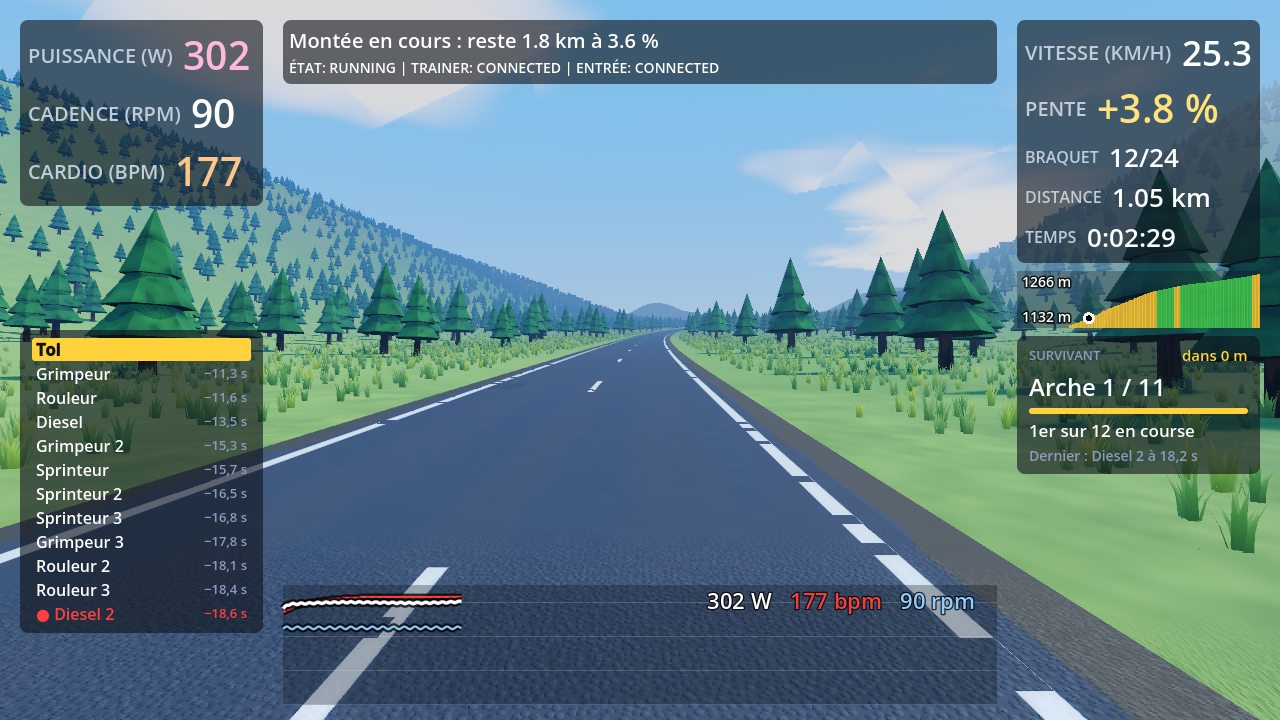 PUISSANCE (W) 302
CADENCE (RPM) 90
CARDIO (BPM) 177
Montée en cours : reste 1.8 km à 3.6 %
ÉTAT: RUNNING | TRAINER: CONNECTED | ENTRÉE: CONNECTED
VITESSE (KM/H) 25.3
PENTE +3.8 %
BRAQUET 12/24
DISTANCE 1.05 km
TEMPS 0:02:29
1266 m
1132 m
SURVIVANT dans 0 m
Arche 1 / 11
1er sur 12 en course
Dernier : Diesel 2 à 18,2 s
Toi
Grimpeur −11,3 s
Rouleur −11,6 s
Diesel −13,5 s
Grimpeur 2 −15,3 s
Sprinteur −15,7 s
Sprinteur 2 −16,5 s
Sprinteur 3 −16,8 s
Grimpeur 3 −17,8 s
Rouleur 2 −18,1 s
Rouleur 3 −18,4 s
Diesel 2 −18,6 s
302 W 177 bpm 90 rpm